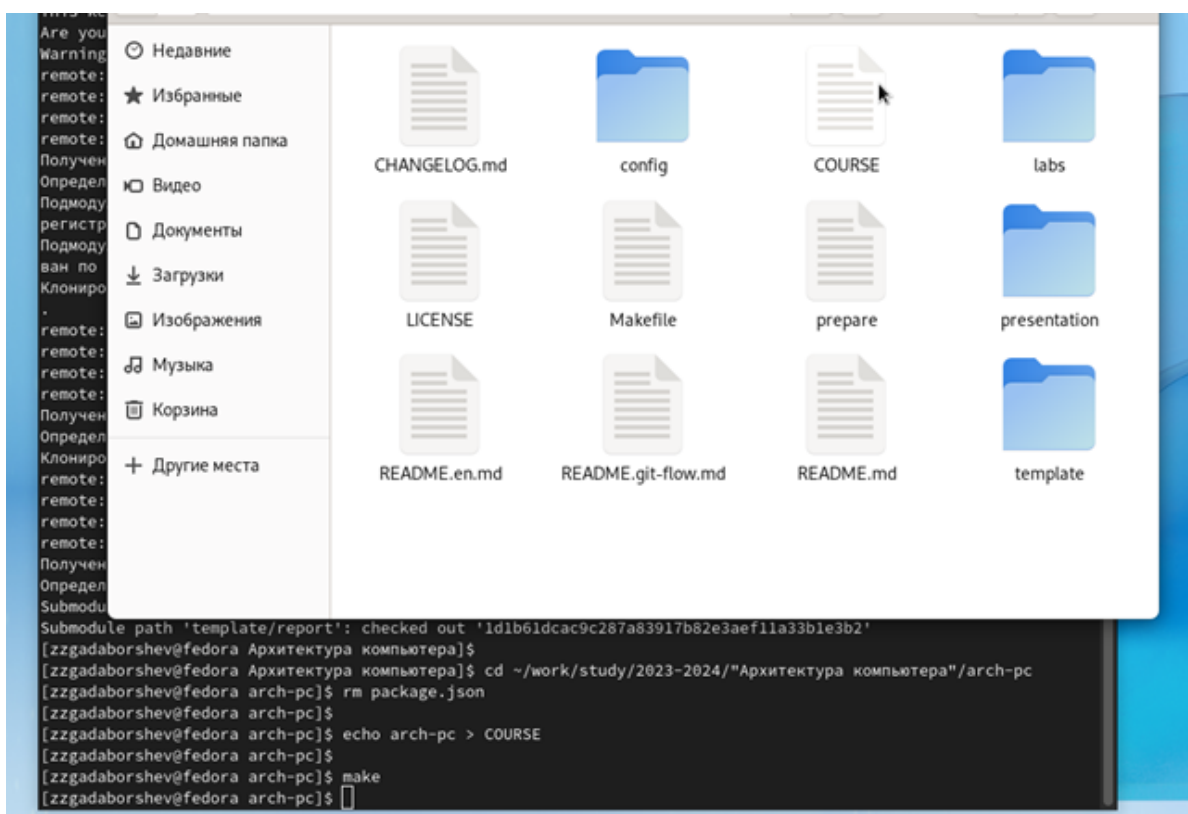 Are you
Warning
remote:
remote:
remote:
remote:
Получен
Определ
Подмоду
регистр
Подмоду
ван по
Клониро
.
remote:
remote:
remote:
remote:
Получен
Определ
Клониро
remote:
remote:
remote:
remote:
Получен
Определ
Submodu
Недавние
Избранные
Домашняя папка
Видео
Документы
Загрузки
Изображения
Музыка
Корзина
Другие места
CHANGELOG.md config COURSE labs
LICENSE Makefile prepare presentation
README.en.md README.git-flow.md README.md template
Submodule path 'template/report': checked out '1d1b61dcac9c287a83917b82e3aef11a33b1e3b2'
[zzgadaborshev@fedora Архитектура компьютера]$
[zzgadaborshev@fedora Архитектура компьютера]$ cd ~/work/study/2023-2024/"Архитектура компьютера"/arch-pc
[zzgadaborshev@fedora arch-pc]$ rm package.json
[zzgadaborshev@fedora arch-pc]$
[zzgadaborshev@fedora arch-pc]$ echo arch-pc > COURSE
[zzgadaborshev@fedora arch-pc]$
[zzgadaborshev@fedora arch-pc]$ make
[zzgadaborshev@fedora arch-pc]$